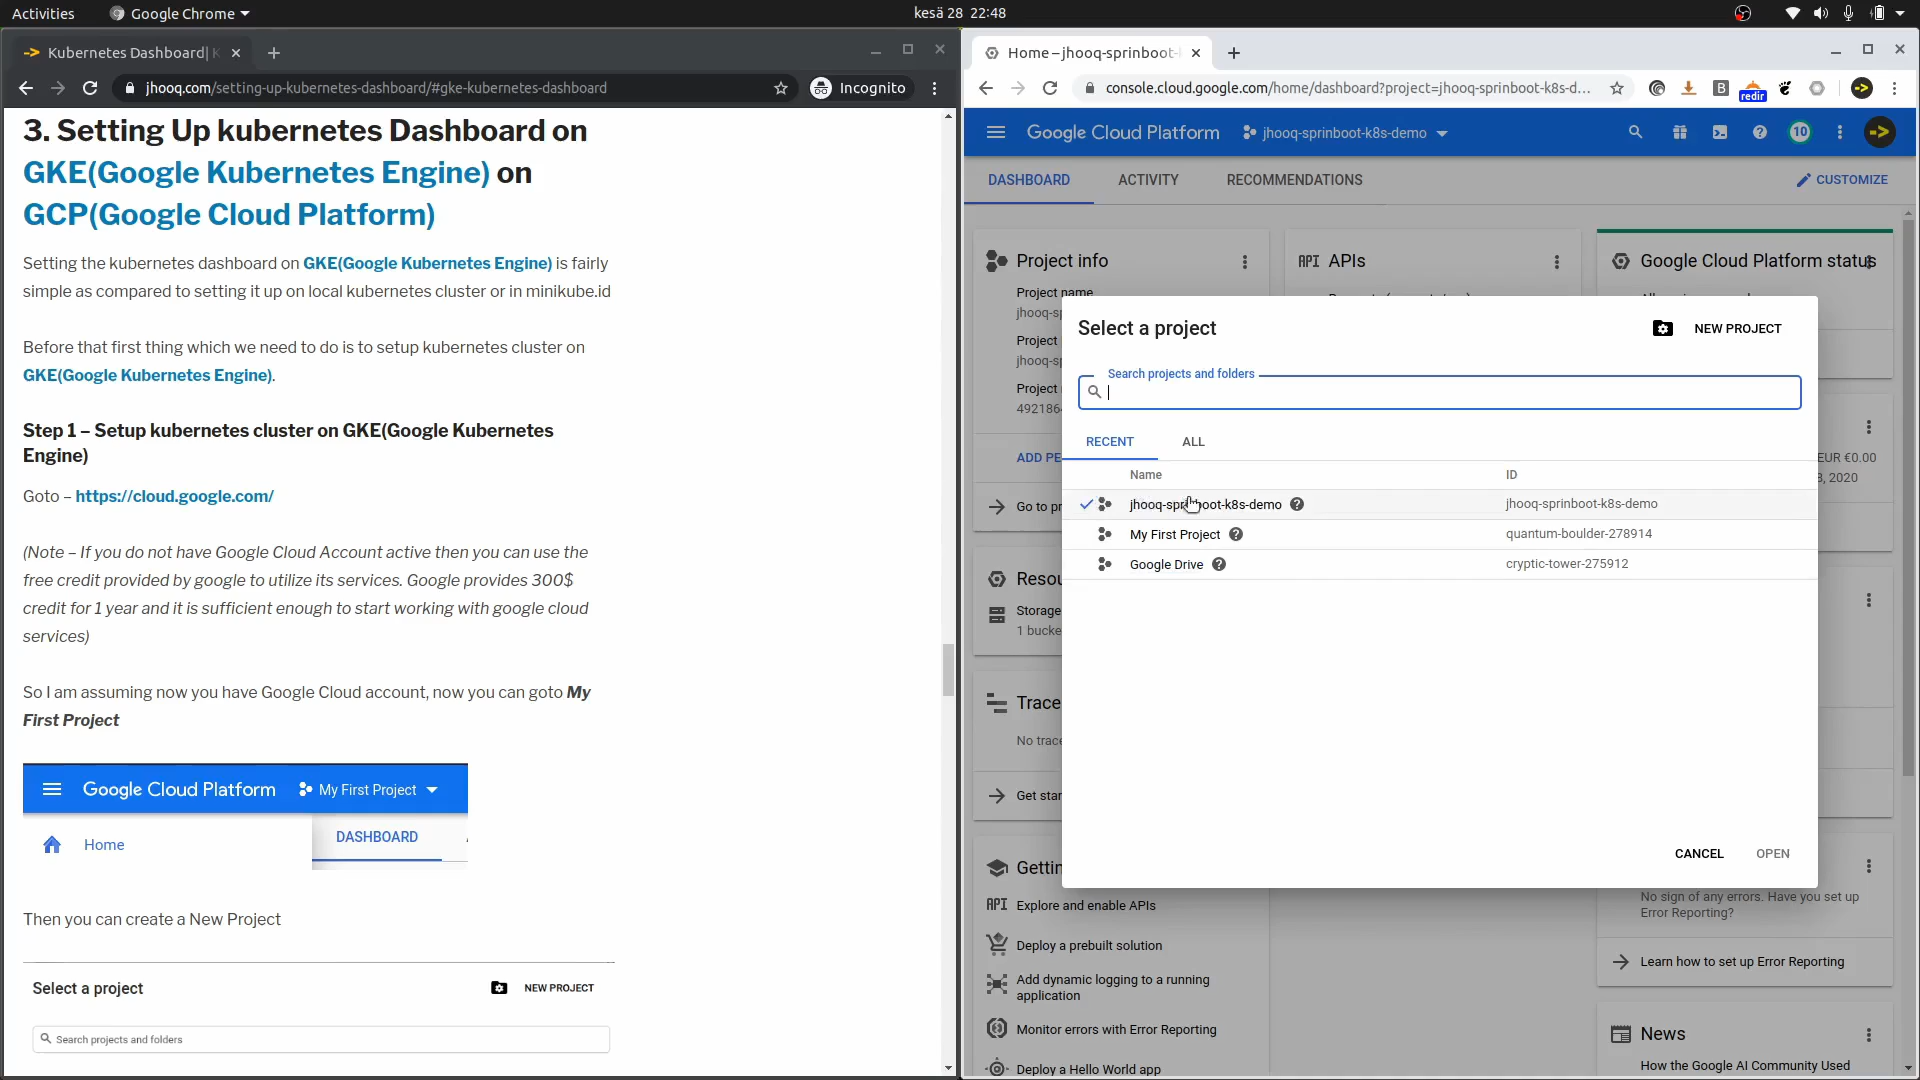 Activities
Google Chrome
kesä 28 22:48
Kubernetes Dashboard| K
jhooq.com/setting-up-kubernetes-dashboard/#gke-kubernetes-dashboard
Incognito
3. Setting Up kubernetes Dashboard on
GKE(Google Kubernetes Engine) on
GCP(Google Cloud Platform)
Setting the kubernetes dashboard on GKE(Google Kubernetes Engine) is fairly
simple as compared to setting it up on local kubernetes cluster or in minikube.id
Before that first thing which we need to do is to setup kubernetes cluster on
GKE(Google Kubernetes Engine).
Step 1 – Setup kubernetes cluster on GKE(Google Kubernetes
Engine)
Goto – https://cloud.google.com/
(Note – If you do not have Google Cloud Account active then you can use the
free credit provided by google to utilize its services. Google provides 300$
credit for 1 year and it is sufficient enough to start working with google cloud
services)
So I am assuming now you have Google Cloud account, now you can goto My
First Project
Google Cloud Platform
My First Project
Home
DASHBOARD
Then you can create a New Project
Select a project
NEW PROJECT
Search projects and folders
Home – jhooq-sprinboot-
console.cloud.google.com/home/dashboard?project=jhooq-sprinboot-k8s-d...
redir
Google Cloud Platform
jhooq-sprinboot-k8s-demo
10
DASHBOARD
ACTIVITY
RECOMMENDATIONS
CUSTOMIZE
Project info
Project name
jhooq-sp
Project
jhooq-sp
Project
492186
ADD PE
Go to pr
API APIs
Google Cloud Platform status
EUR €0.00
8, 2020
Select a project
NEW PROJECT
Search projects and folders
RECENT
ALL
Name
ID
jhooq-sprinboot-k8s-demo
jhooq-sprinboot-k8s-demo
My First Project
quantum-boulder-278914
Google Drive
cryptic-tower-275912
CANCEL
OPEN
Resou
Storage
1 bucke
Trace
No trace
Get star
Gettin
API Explore and enable APIs
Deploy a prebuilt solution
Add dynamic logging to a running
application
Monitor errors with Error Reporting
Deploy a Hello World app
No sign of any errors. Have you set up
Error Reporting?
Learn how to set up Error Reporting
News
How the Google AI Community Used